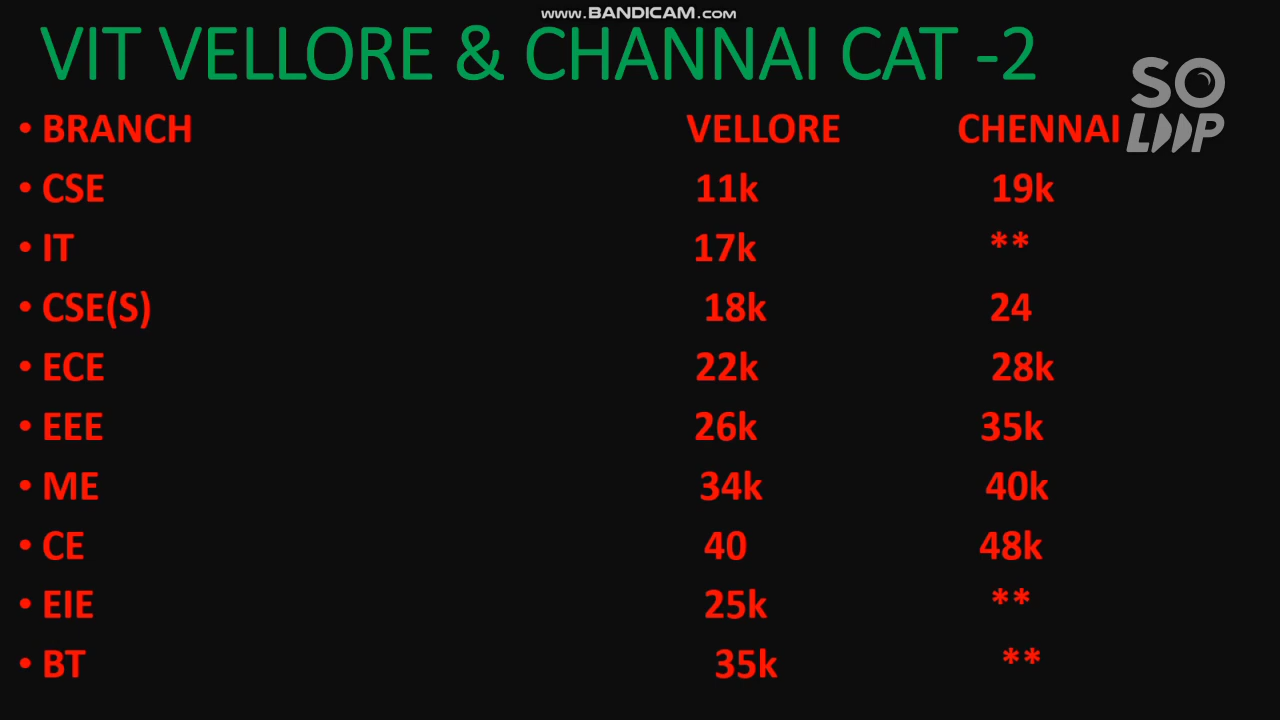 www.BANDICAM.com
VIT VELLORE & CHANNAI CAT -2
SO
LOOP
• BRANCH VELLORE CHENNAI
• CSE 11k 19k
• IT 17k **
• CSE(S) 18k 24
• ECE 22k 28k
• EEE 26k 35k
• ME 34k 40k
• CE 40 48k
• EIE 25k **
• BT 35k **